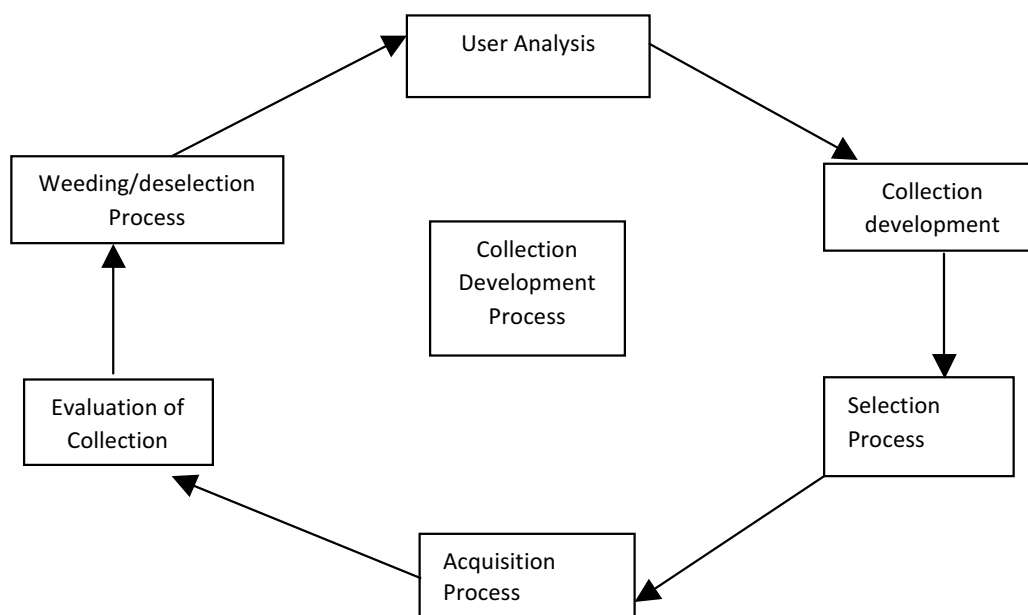 User Analysis
Weeding/deselection
Process
Collection
development
Collection
Development
Process
Evaluation of
Collection
Selection
Process
Acquisition
Process